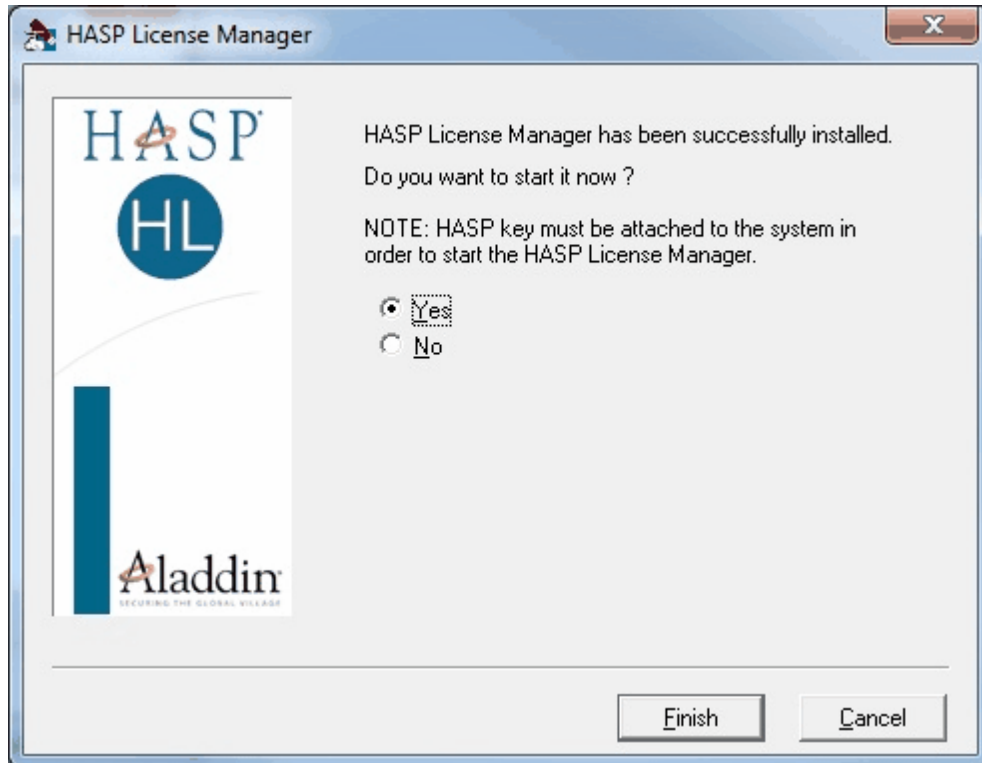 HASP License Manager
HASP
HL
Aladdin
SECURING THE GLOBAL VILLAGE
HASP License Manager has been successfully installed.
Do you want to start it now ?
NOTE: HASP key must be attached to the system in
order to start the HASP License Manager.
Yes
No
Finish
Cancel